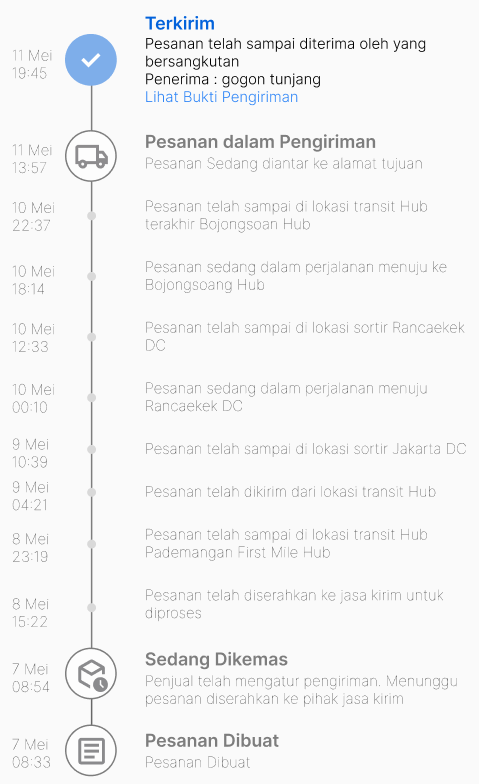 Terkirim
11 Mei
19:45
Pesanan telah sampai diterima oleh yang
bersangkutan
Penerima : gogon tunjang
Lihat Bukti Pengiriman
11 Mei
13:57
Pesanan dalam Pengiriman
Pesanan Sedang diantar ke alamat tujuan
10 Mei
22:37
Pesanan telah sampai di lokasi transit Hub
terakhir Bojongsoan Hub
10 Mei
18:14
Pesanan sedang dalam perjalanan menuju ke
Bojongsoang Hub
10 Mei
12:33
Pesanan telah sampai di lokasi sortir Rancaekek
DC
10 Mei
00:10
Pesanan sedang dalam perjalanan menuju
Rancaekek DC
9 Mei
10:39
Pesanan telah sampai di lokasi sortir Jakarta DC
9 Mei
04:21
Pesanan telah dikirim dari lokasi transit Hub
8 Mei
23:19
Pesanan telah sampai di lokasi transit Hub
Pademangan First Mile Hub
8 Mei
15:22
Pesanan telah diserahkan ke jasa kirim untuk
diproses
7 Mei
08:54
Sedang Dikemas
Penjual telah mengatur pengiriman. Menunggu
pesanan diserahkan ke pihak jasa kirim
7 Mei
08:33
Pesanan Dibuat
Pesanan Dibuat